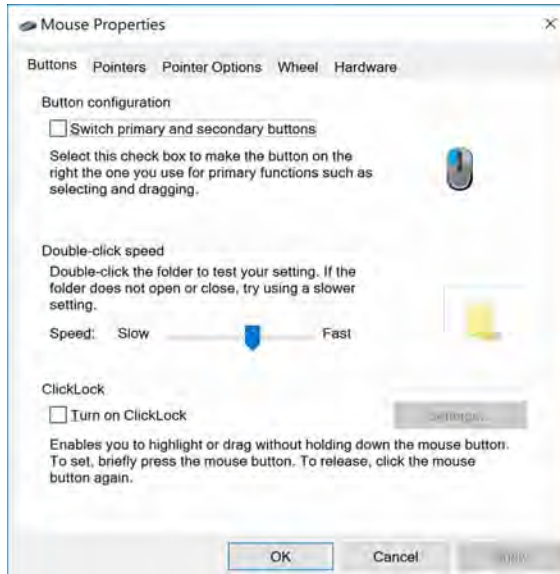 Mouse Properties
Buttons Pointers Pointer Options Wheel Hardware
Button configuration
Switch primary and secondary buttons
Select this check box to make the button on the
right the one you use for primary functions such as
selecting and dragging.
Double-click speed
Double-click the folder to test your setting. If the
folder does not open or close, try using a slower
setting.
Speed: Slow Fast
ClickLock
Turn on ClickLock
Enables you to highlight or drag without holding down the mouse button.
To set, briefly press the mouse button. To release, click the mouse
button again.
OK Cancel